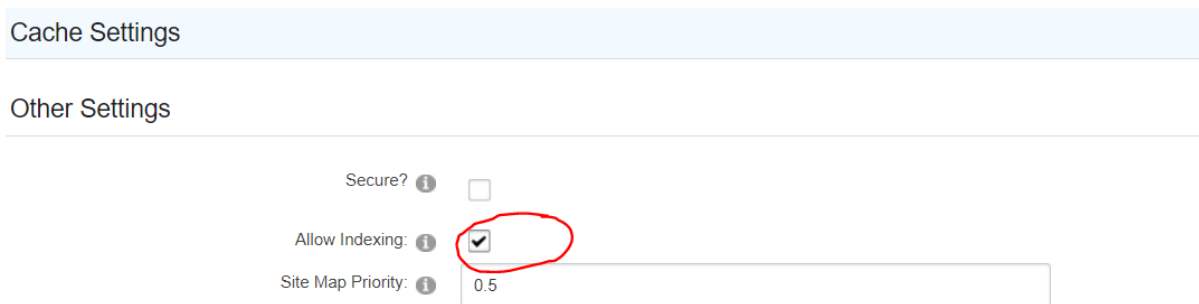 Cache Settings
Other Settings
Secure?
Allow Indexing:
Site Map Priority: 0.5